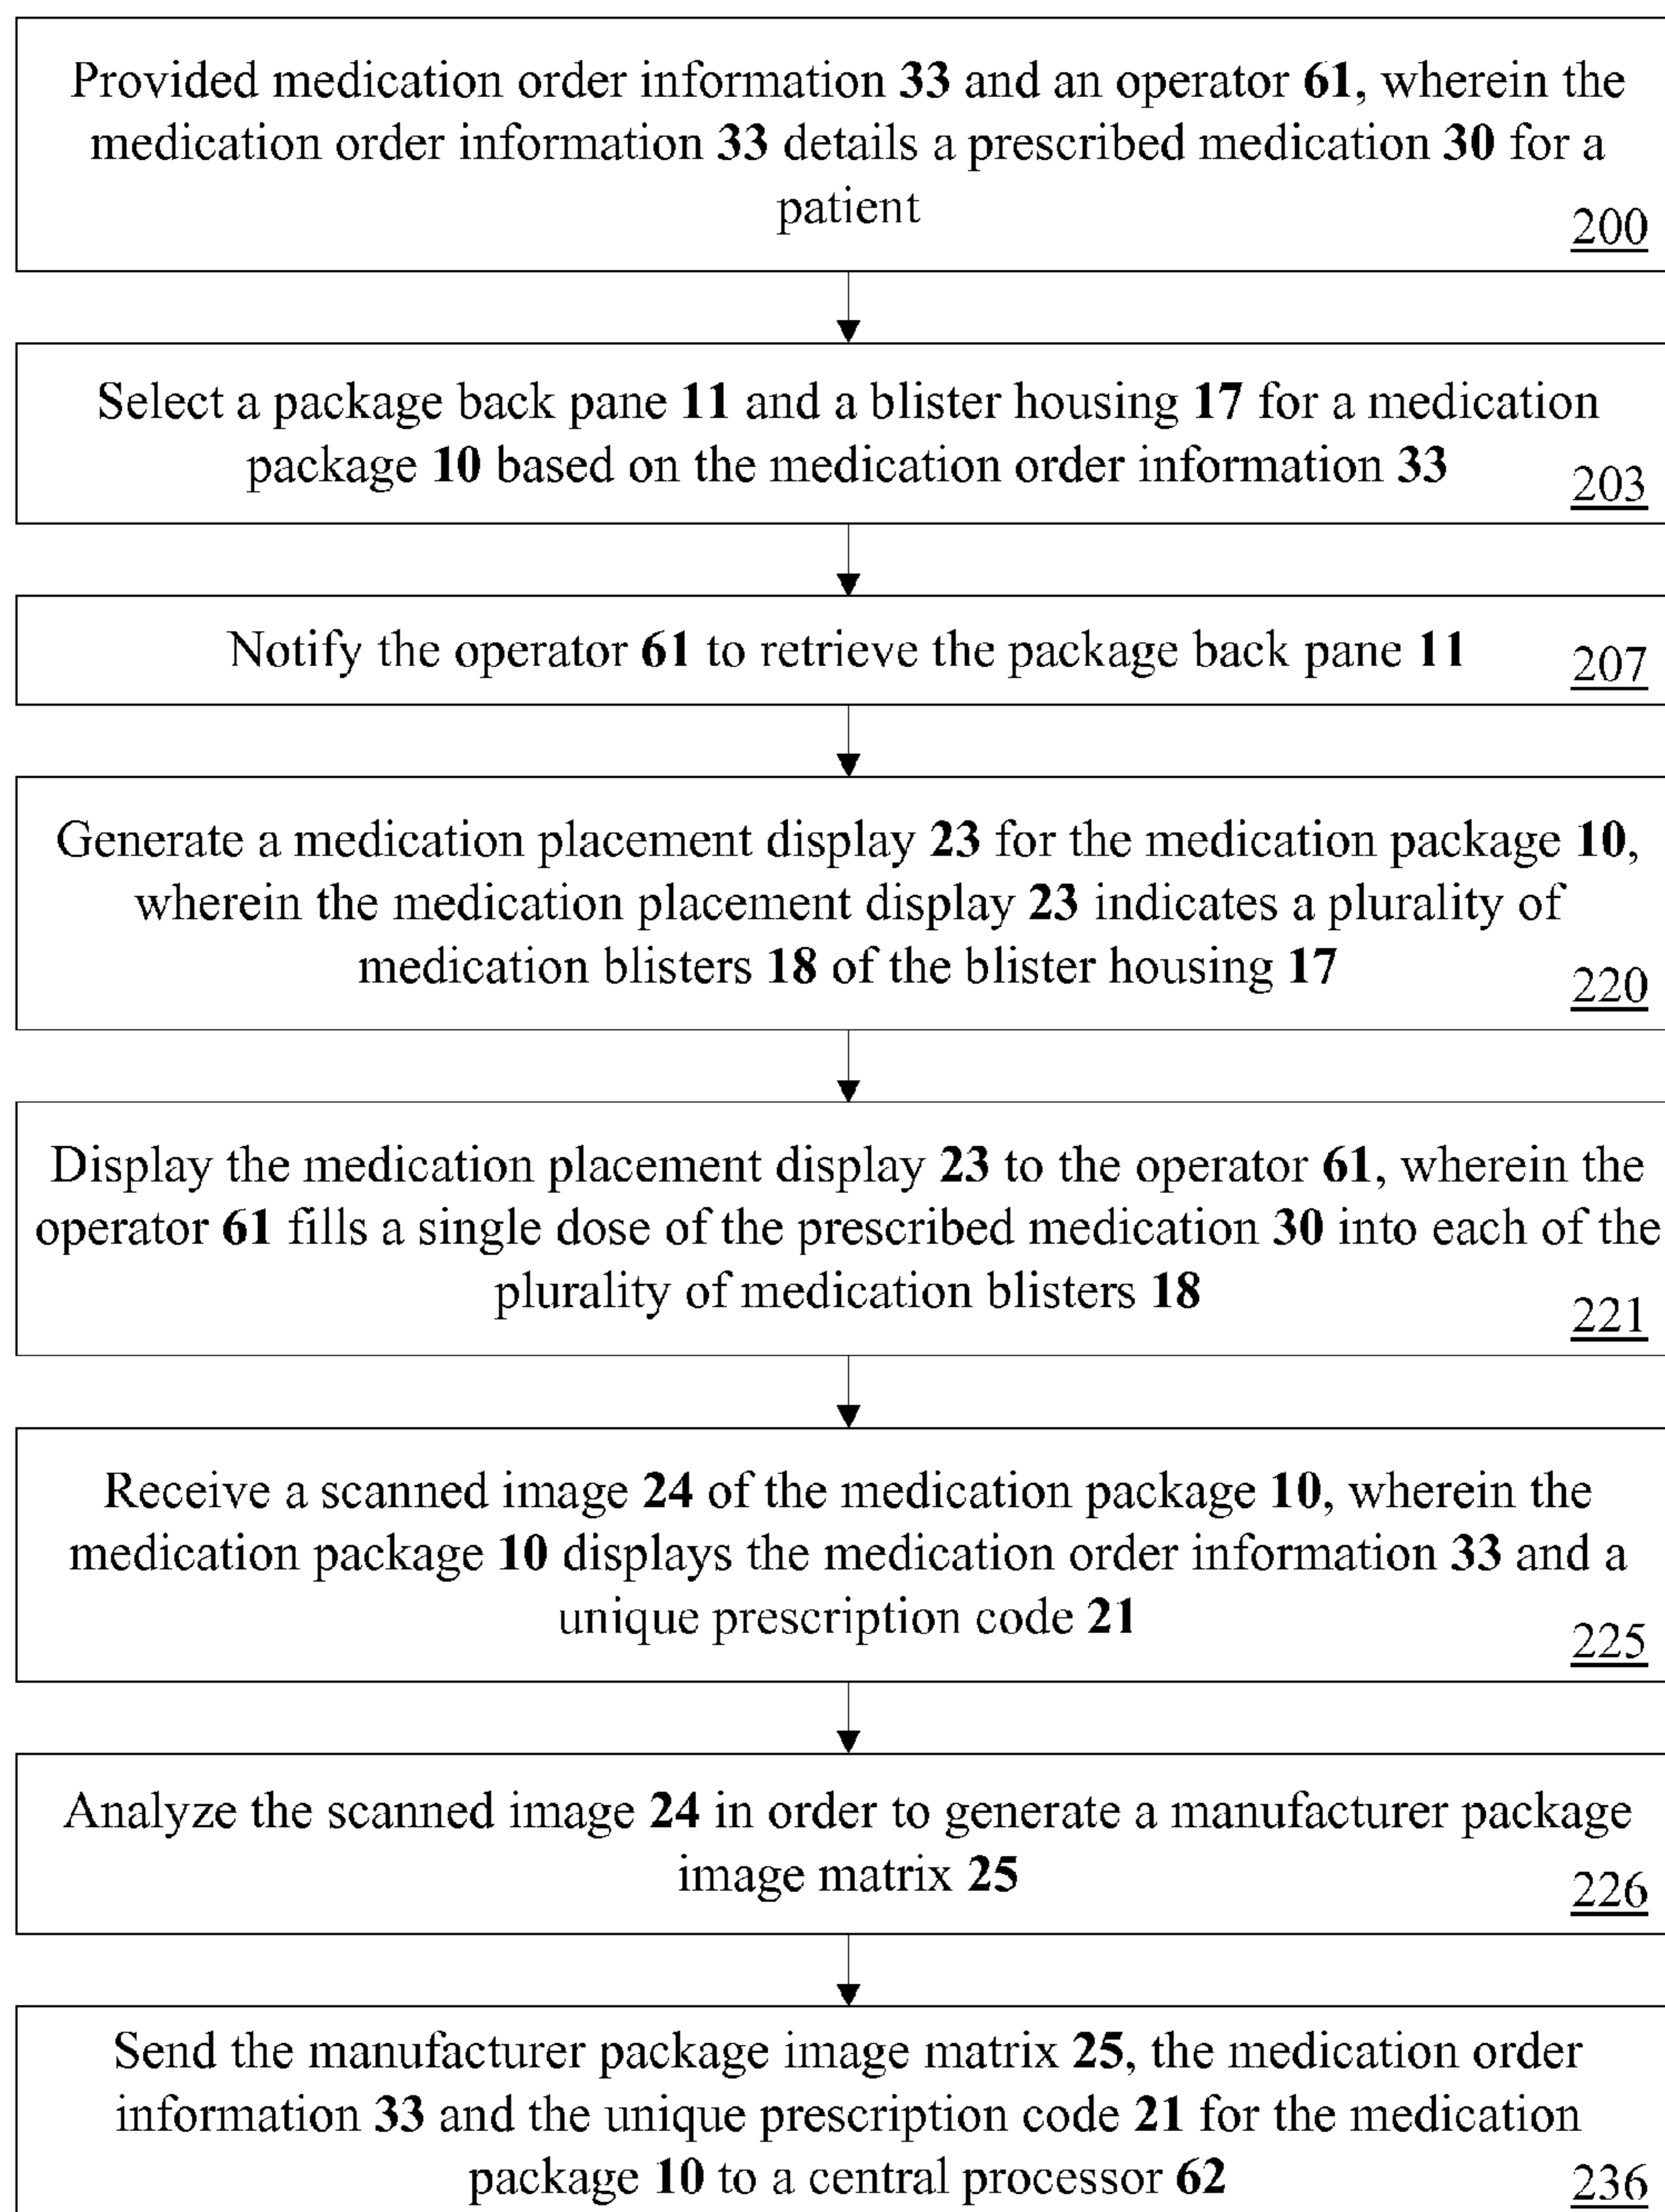 Provided medication order information 33 and an operator 61, wherein the
medication order information 33 details a prescribed medication 30 for a
patient
200
Select a package back pane 11 and a blister housing 17 for a medication
package 10 based on the medication order information 33
203
Notify the operator 61 to retrieve the package back pane 11
207
Generate a medication placement display 23 for the medication package 10,
wherein the medication placement display 23 indicates a plurality of
medication blisters 18 of the blister housing 17
220
Display the medication placement display 23 to the operator 61, wherein the
operator 61 fills a single dose of the prescribed medication 30 into each of the
plurality of medication blisters 18
221
Receive a scanned image 24 of the medication package 10, wherein the
medication package 10 displays the medication order information 33 and a
unique prescription code 21
225
Analyze the scanned image 24 in order to generate a manufacturer package
image matrix 25
226
Send the manufacturer package image matrix 25, the medication order
information 33 and the unique prescription code 21 for the medication
package 10 to a central processor 62
236